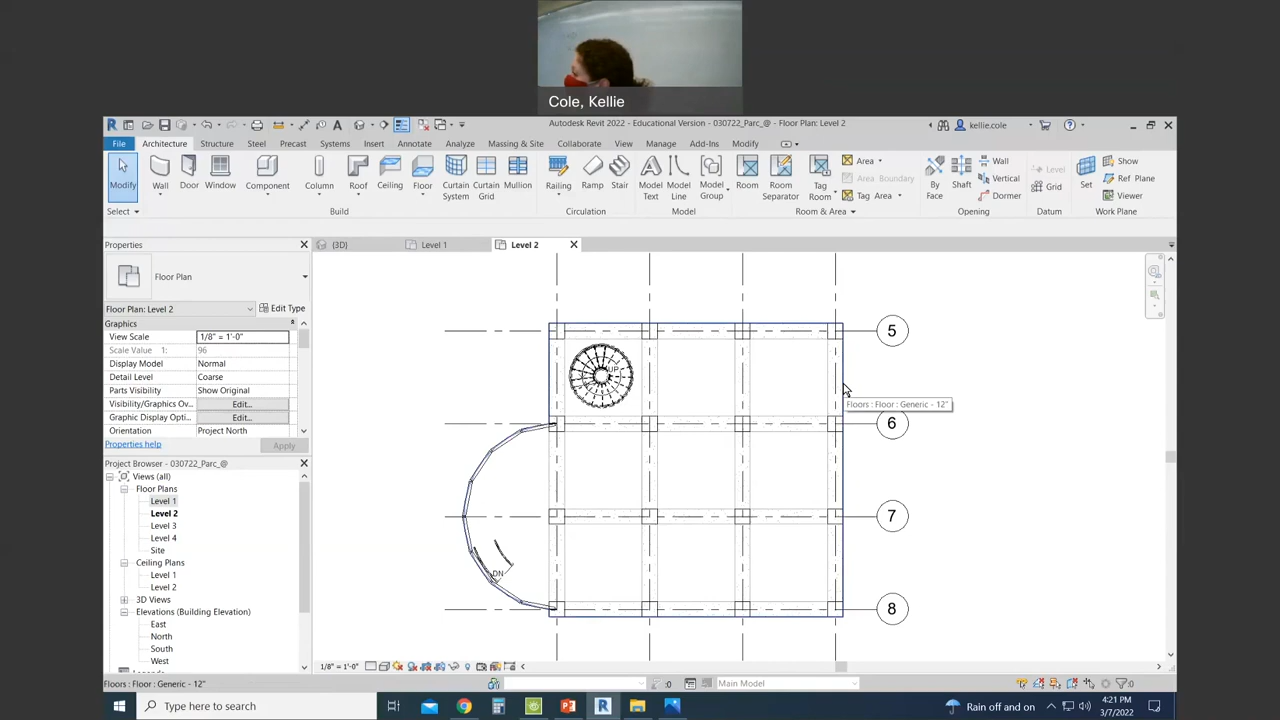 Cole, Kellie
Autodesk Revit 2022 - Educational Version - 030722_Parc_@ - Floor Plan: Level 2
kellie.cole
File Architecture Structure Steel Precast Systems Insert Annotate Analyze Massing & Site Collaborate View Manage Add-Ins Modify
Modify
Wall Door Window Component Column Roof Ceiling Floor Curtain System Curtain Grid Mullion
Railing Ramp Stair
Model Text Model Line Model Group
Room Room Separator Tag Room
Area
Area Boundary
Tag Area
By Face Shaft
Wall
Vertical
Dormer
Level
Grid
Set
Show
Ref Plane
Viewer
Select Build Circulation Model Room & Area Opening Datum Work Plane
Properties
{3D} Level 1 Level 2
Floor Plan
Floor Plan: Level 2 Edit Type
Graphics
View Scale 1/8" = 1'-0"
Scale Value 1: 96
Display Model Normal
Detail Level Coarse
Parts Visibility Show Original
Visibility/Graphics Ov... Edit...
Graphic Display Opti... Edit...
Orientation Project North
Properties help Apply
Project Browser - 030722_Parc_@
Views (all)
Floor Plans
Level 1
Level 2
Level 3
Level 4
Site
Ceiling Plans
Level 1
Level 2
3D Views
Elevations (Building Elevation)
East
North
South
West
5
UP
Floors : Floor : Generic - 12"
6
7
DN
8
1/8" = 1'-0"
Floors : Floor : Generic - 12"
:0
Main Model
:0
Type here to search
Rain off and on
4:21 PM
3/7/2022